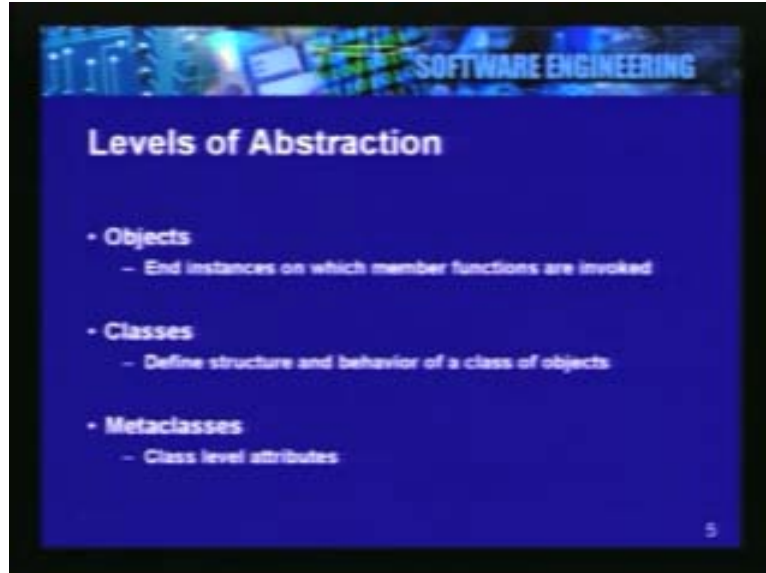 SOFTWARE ENGINEERING
Levels of Abstraction
• Objects
– End instances on which member functions are invoked
• Classes
– Define structure and behavior of a class of objects
• Metaclasses
– Class level attributes
5